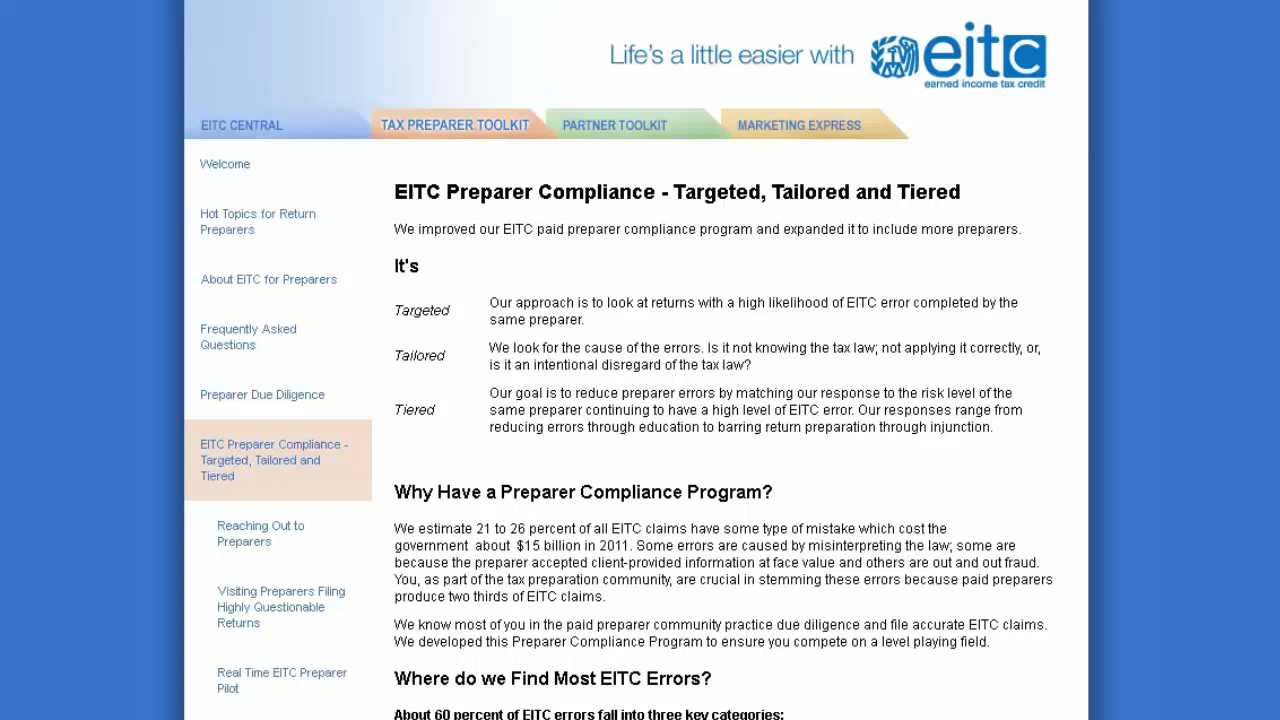 Life's a little easier with
eitc
earned income tax credit
EITC CENTRAL
TAX PREPARER TOOLKIT
PARTNER TOOLKIT
MARKETING EXPRESS
Welcome
Hot Topics for Return
Preparers
About EITC for Preparers
Frequently Asked
Questions
Preparer Due Diligence
EITC Preparer Compliance -
Targeted, Tailored and
Tiered
Reaching Out to
Preparers
Visiting Preparers Filing
Highly Questionable
Returns
Real Time EITC Preparer
Pilot
EITC Preparer Compliance - Targeted, Tailored and Tiered
We improved our EITC paid preparer compliance program and expanded it to include more preparers.
It's
Targeted
Our approach is to look at returns with a high likelihood of EITC error completed by the
same preparer.
Tailored
We look for the cause of the errors. Is it not knowing the tax law; not applying it correctly, or,
is it an intentional disregard of the tax law?
Tiered
Our goal is to reduce preparer errors by matching our response to the risk level of the
same preparer continuing to have a high level of EITC error. Our responses range from
reducing errors through education to barring return preparation through injunction.
Why Have a Preparer Compliance Program?
We estimate 21 to 26 percent of all EITC claims have some type of mistake which cost the
government about $15 billion in 2011. Some errors are caused by misinterpreting the law; some are
because the preparer accepted client-provided information at face value and others are out and out fraud.
You, as part of the tax preparation community, are crucial in stemming these errors because paid preparers
produce two thirds of EITC claims.
We know most of you in the paid preparer community practice due diligence and file accurate EITC claims.
We developed this Preparer Compliance Program to ensure you compete on a level playing field.
Where do we Find Most EITC Errors?
About 60 percent of EITC errors fall into three key categories: